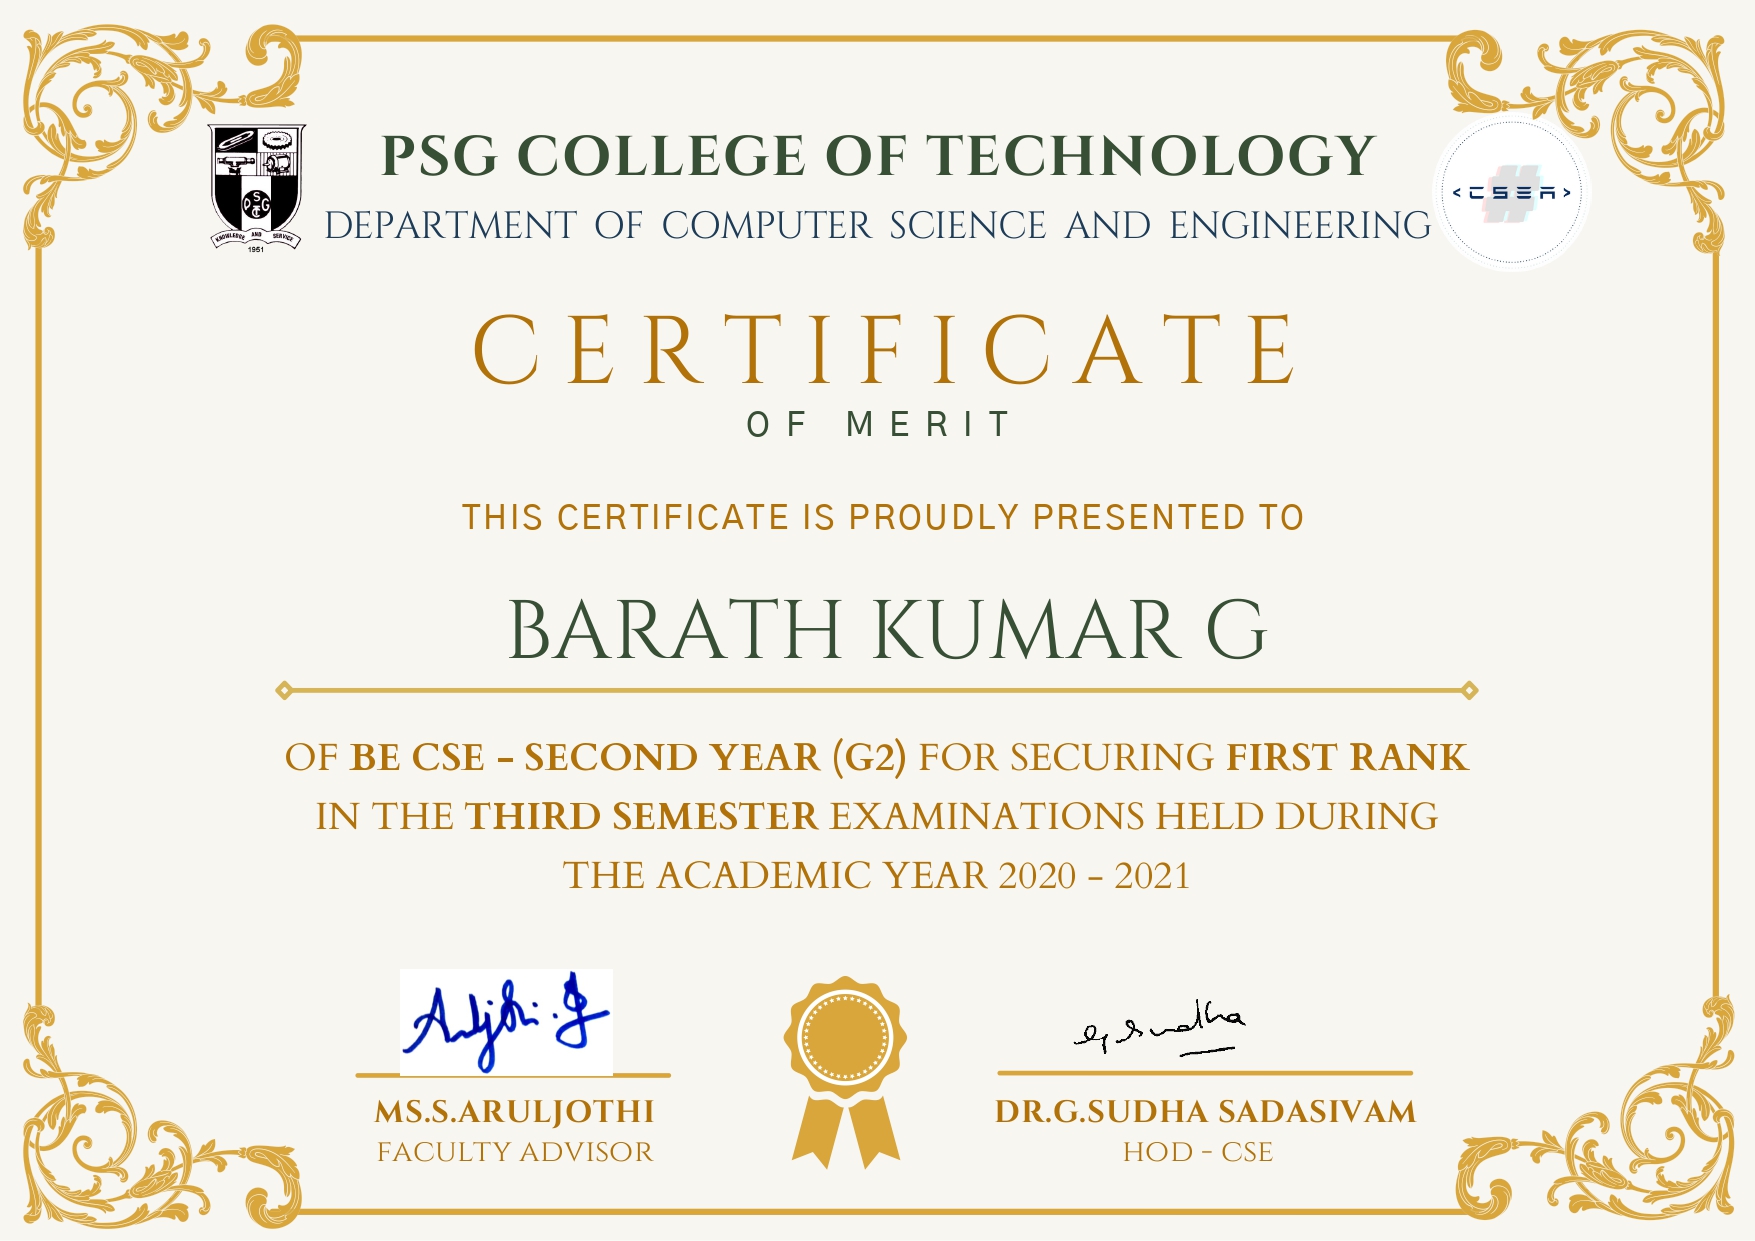 PSG COLLEGE OF TECHNOLOGY
DEPARTMENT OF COMPUTER SCIENCE AND ENGINEERING
PSG
CT
KNOWLEDGE AND SERVICE
1951
<CSEA>
CERTIFICATE
OF MERIT
THIS CERTIFICATE IS PROUDLY PRESENTED TO
BARATH KUMAR G
OF BE CSE - SECOND YEAR (G2) FOR SECURING FIRST RANK
IN THE THIRD SEMESTER EXAMINATIONS HELD DURING
THE ACADEMIC YEAR 2020 - 2021
G Sudha
MS.S.ARULJOTHI
DR.G.SUDHA SADASIVAM
FACULTY ADVISOR
HOD - CSE